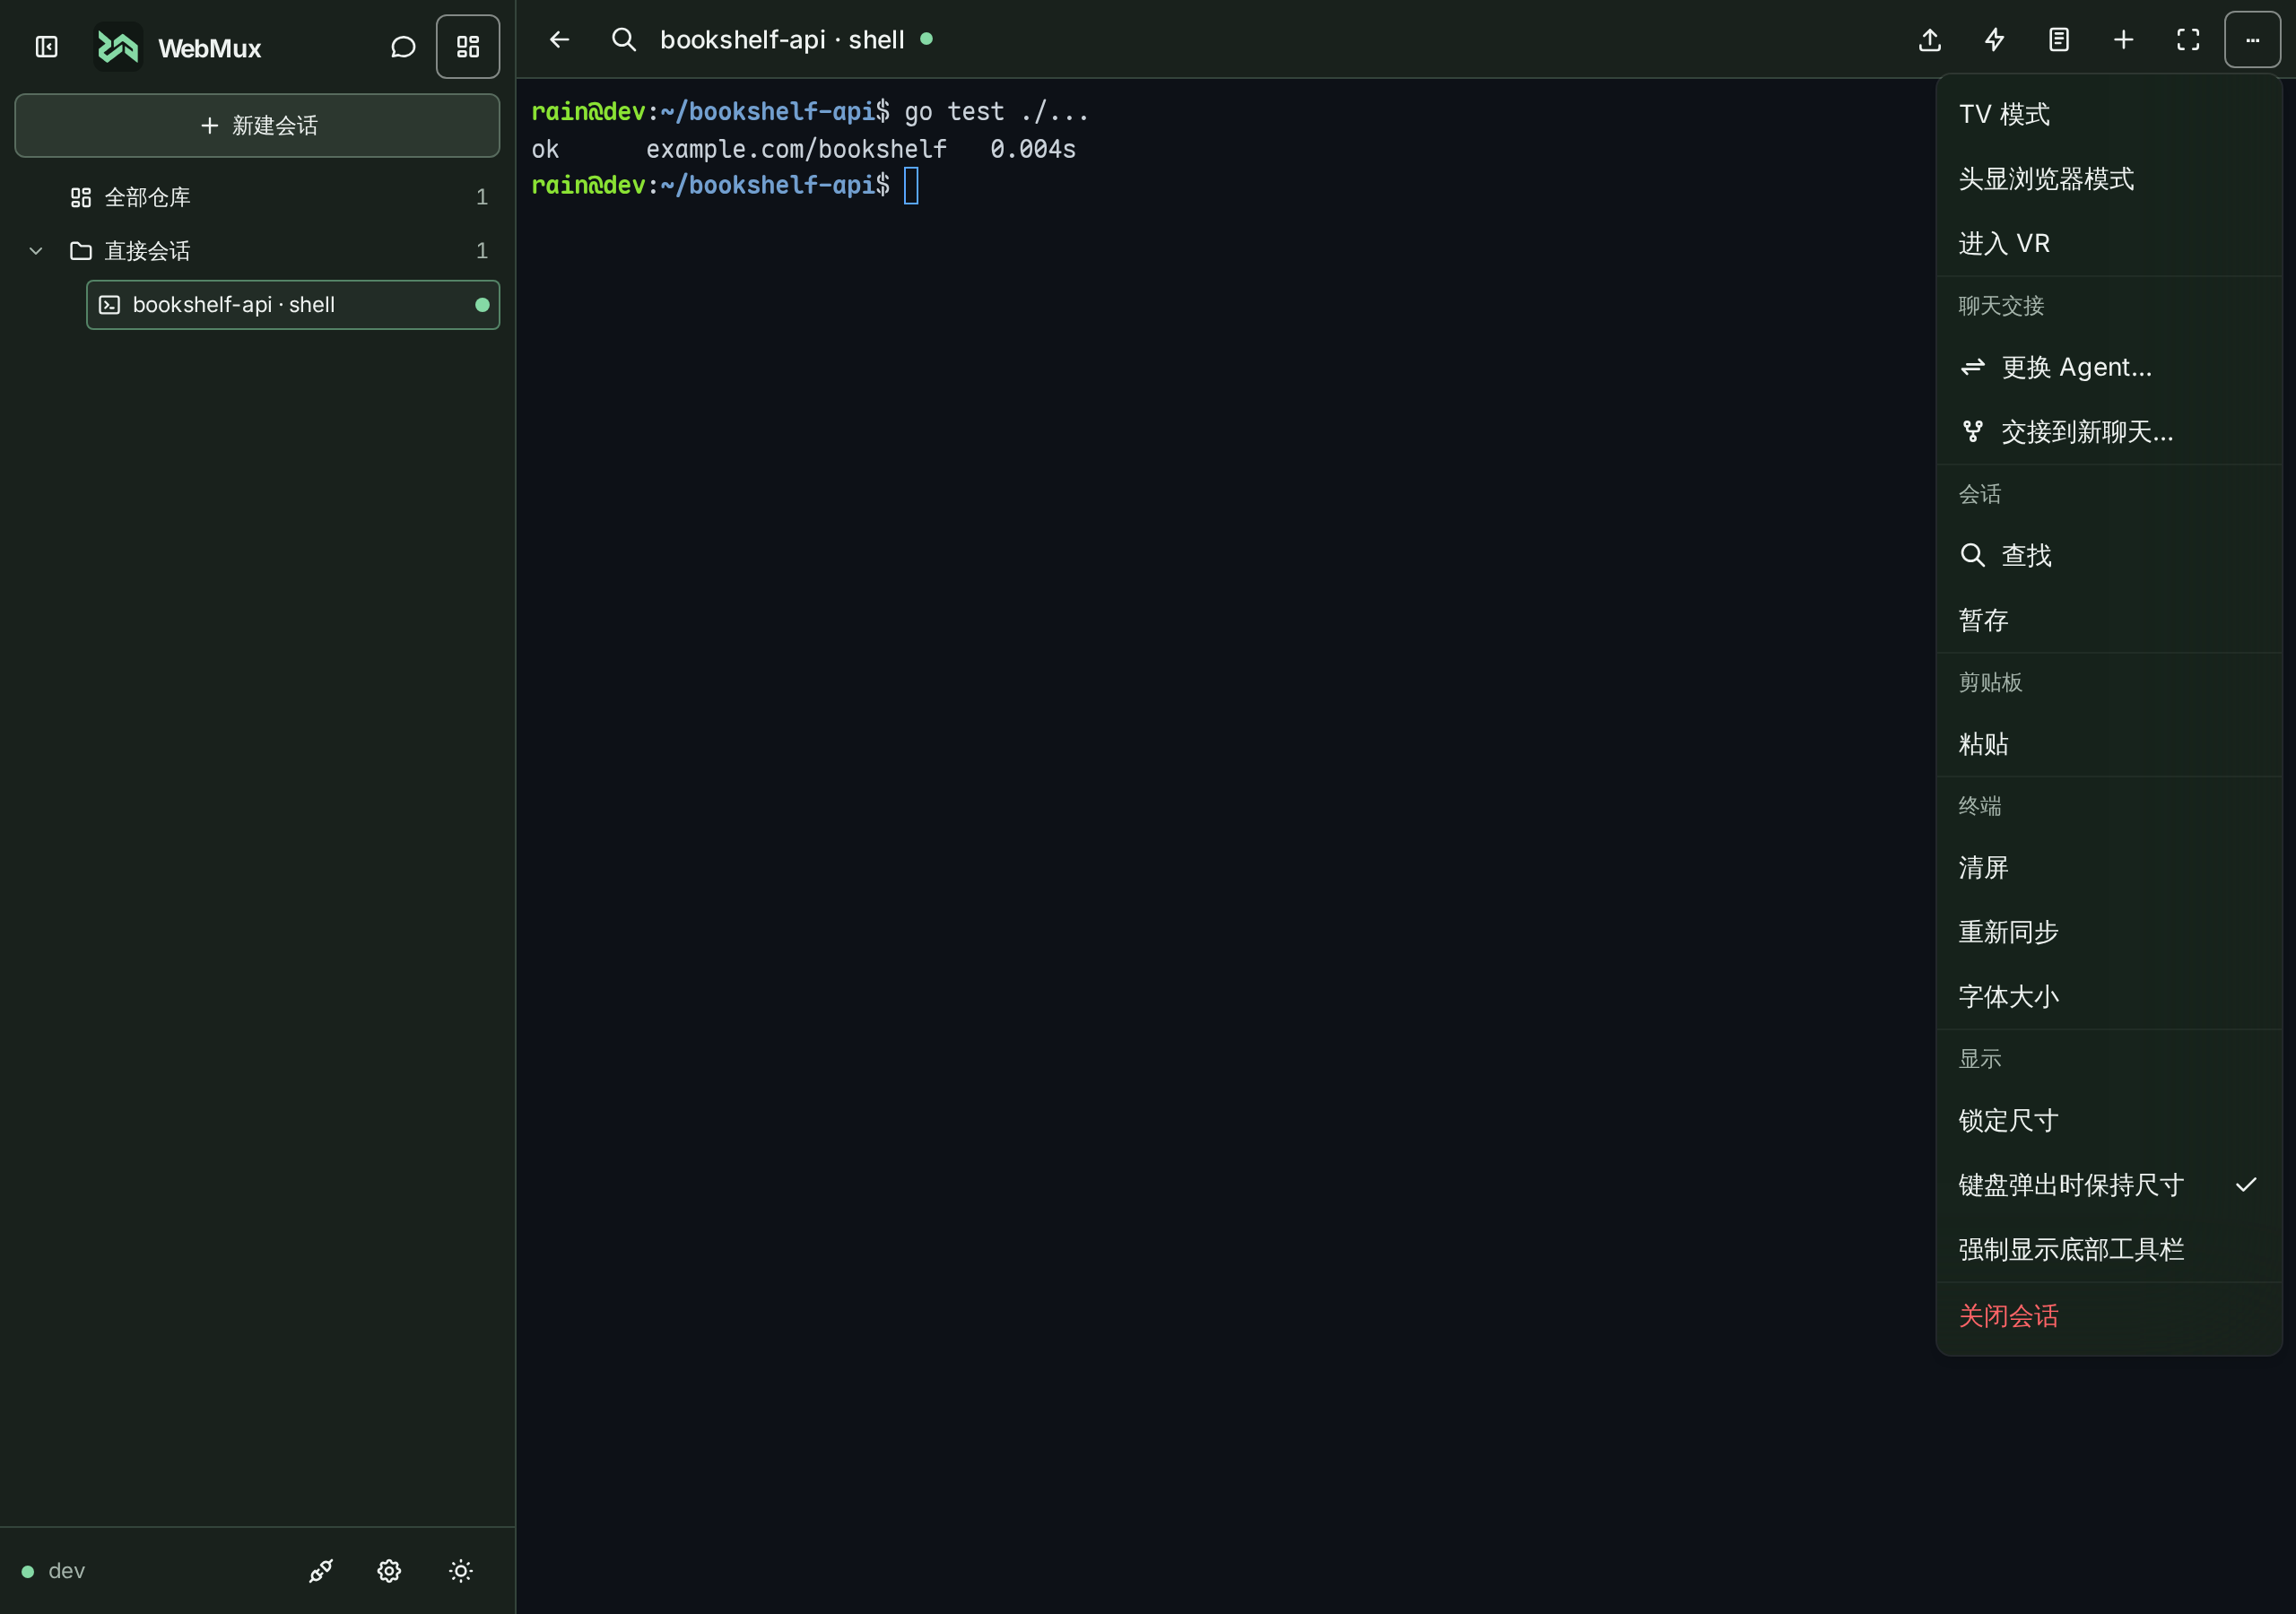 WebMux
新建会话
全部仓库 1
直接会话 1
bookshelf-api · shell
dev
bookshelf-api · shell
rain@dev:~/bookshelf-api$ go test ./...
ok      example.com/bookshelf   0.004s
rain@dev:~/bookshelf-api$
TV 模式
头显浏览器模式
进入 VR
聊天交接
更换 Agent...
交接到新聊天...
会话
查找
暂存
剪贴板
粘贴
终端
清屏
重新同步
字体大小
显示
锁定尺寸
键盘弹出时保持尺寸
强制显示底部工具栏
关闭会话